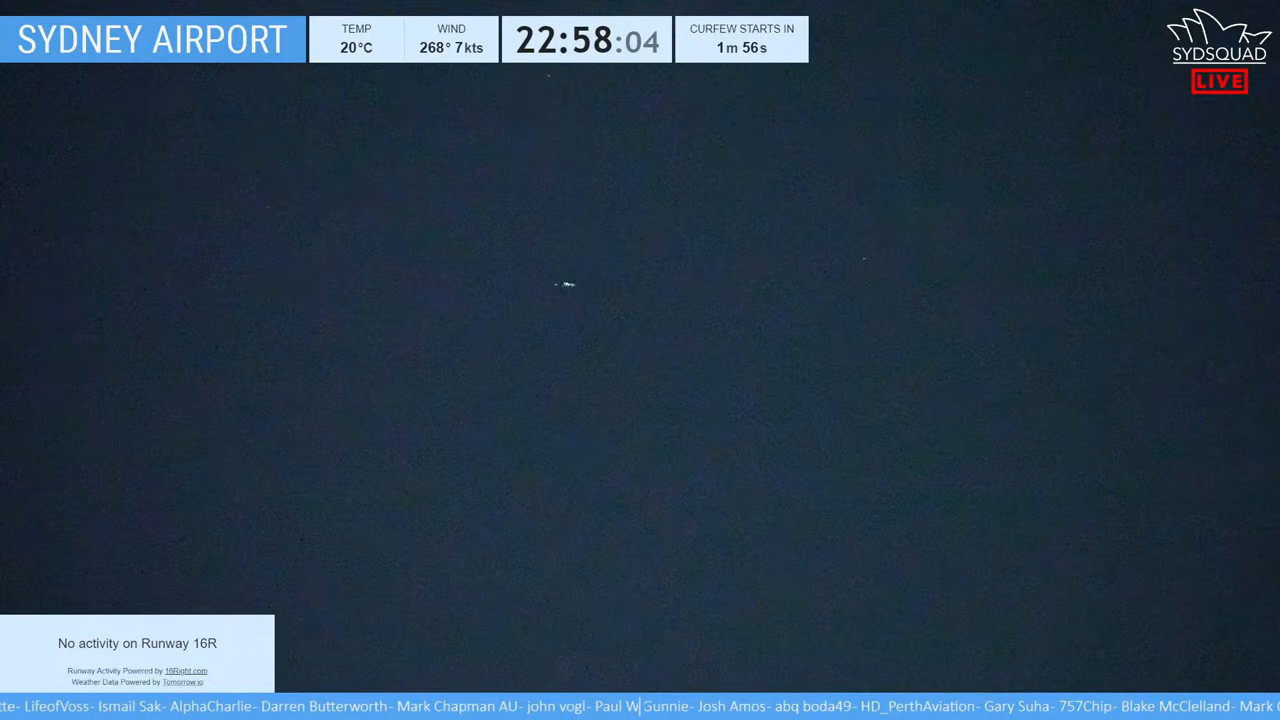 SYDNEY AIRPORT
TEMP
20°C
WIND
268° 7kts
22:58:04
CURFEW STARTS IN
1m 56s
SYDSQUAD
LIVE
No activity on Runway 16R
Runway Activity Powered by 16Right.com
Weather Data Powered by Tomorrow.io
tte- LifeofVoss- Ismail Sak- AlphaCharlie- Darren Butterworth- Mark Chapman AU- john vogl- Paul W Gunnie- Josh Amos- abq boda49- HD_PerthAviation- Gary Suha- 757Chip- Blake McClelland- Mark